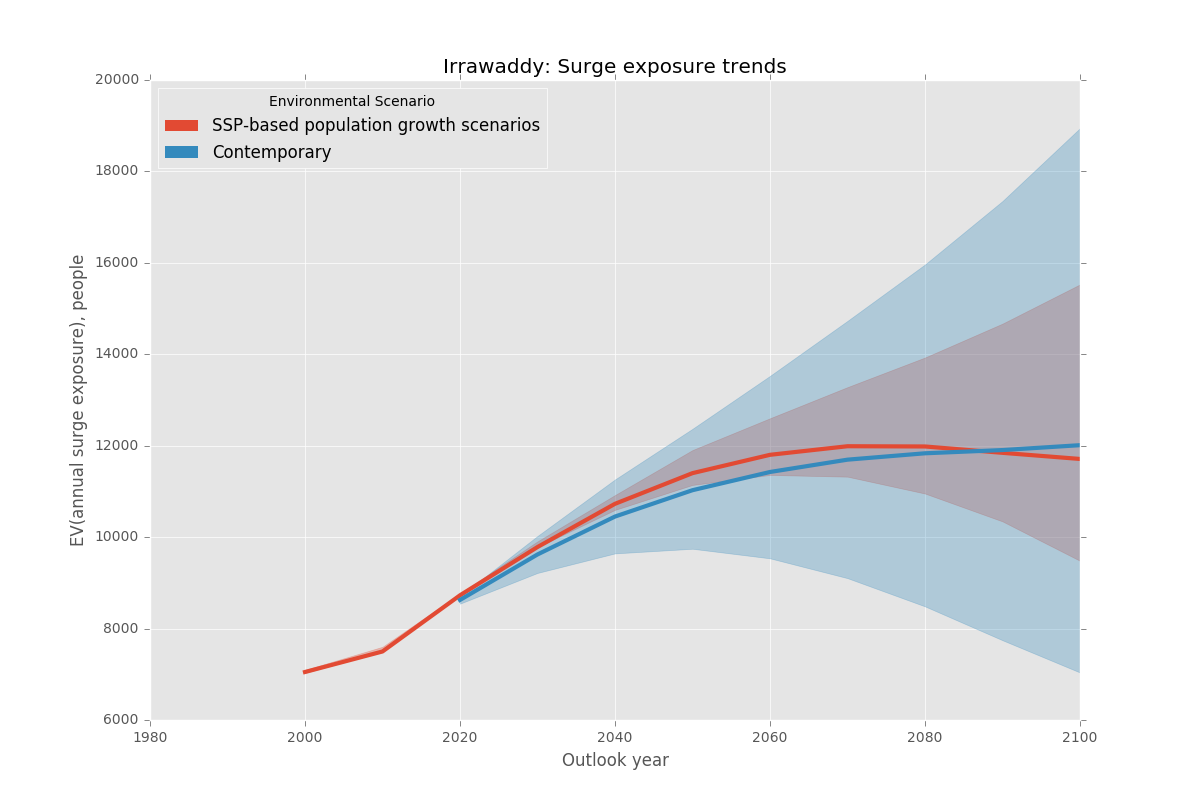 Irrawaddy: Surge exposure trends
Environmental Scenario
SSP-based population growth scenarios
Contemporary
EV(annual surge exposure), people
20000
18000
16000
14000
12000
10000
8000
6000
1980 2000 2020 2040 2060 2080 2100
Outlook year